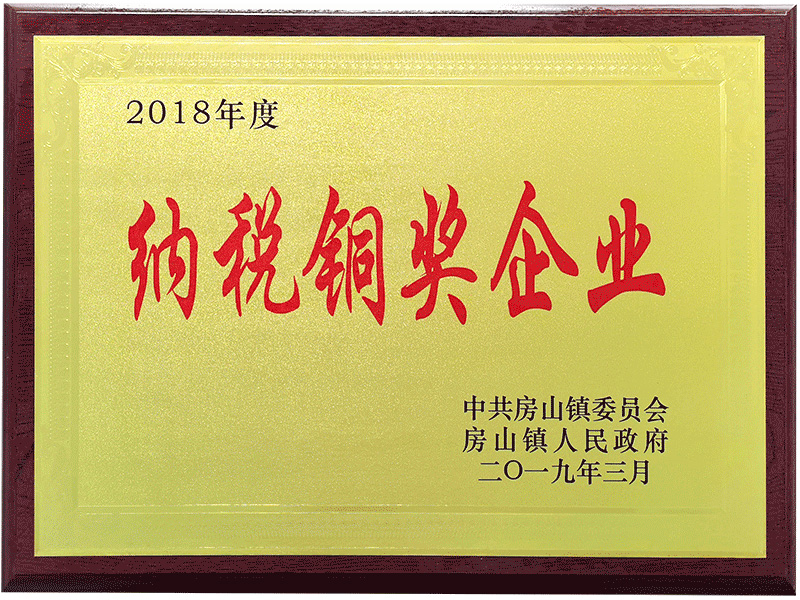 2018年度
纳税铜奖企业
中共房山镇委员会
房山镇人民政府
二〇一九年三月